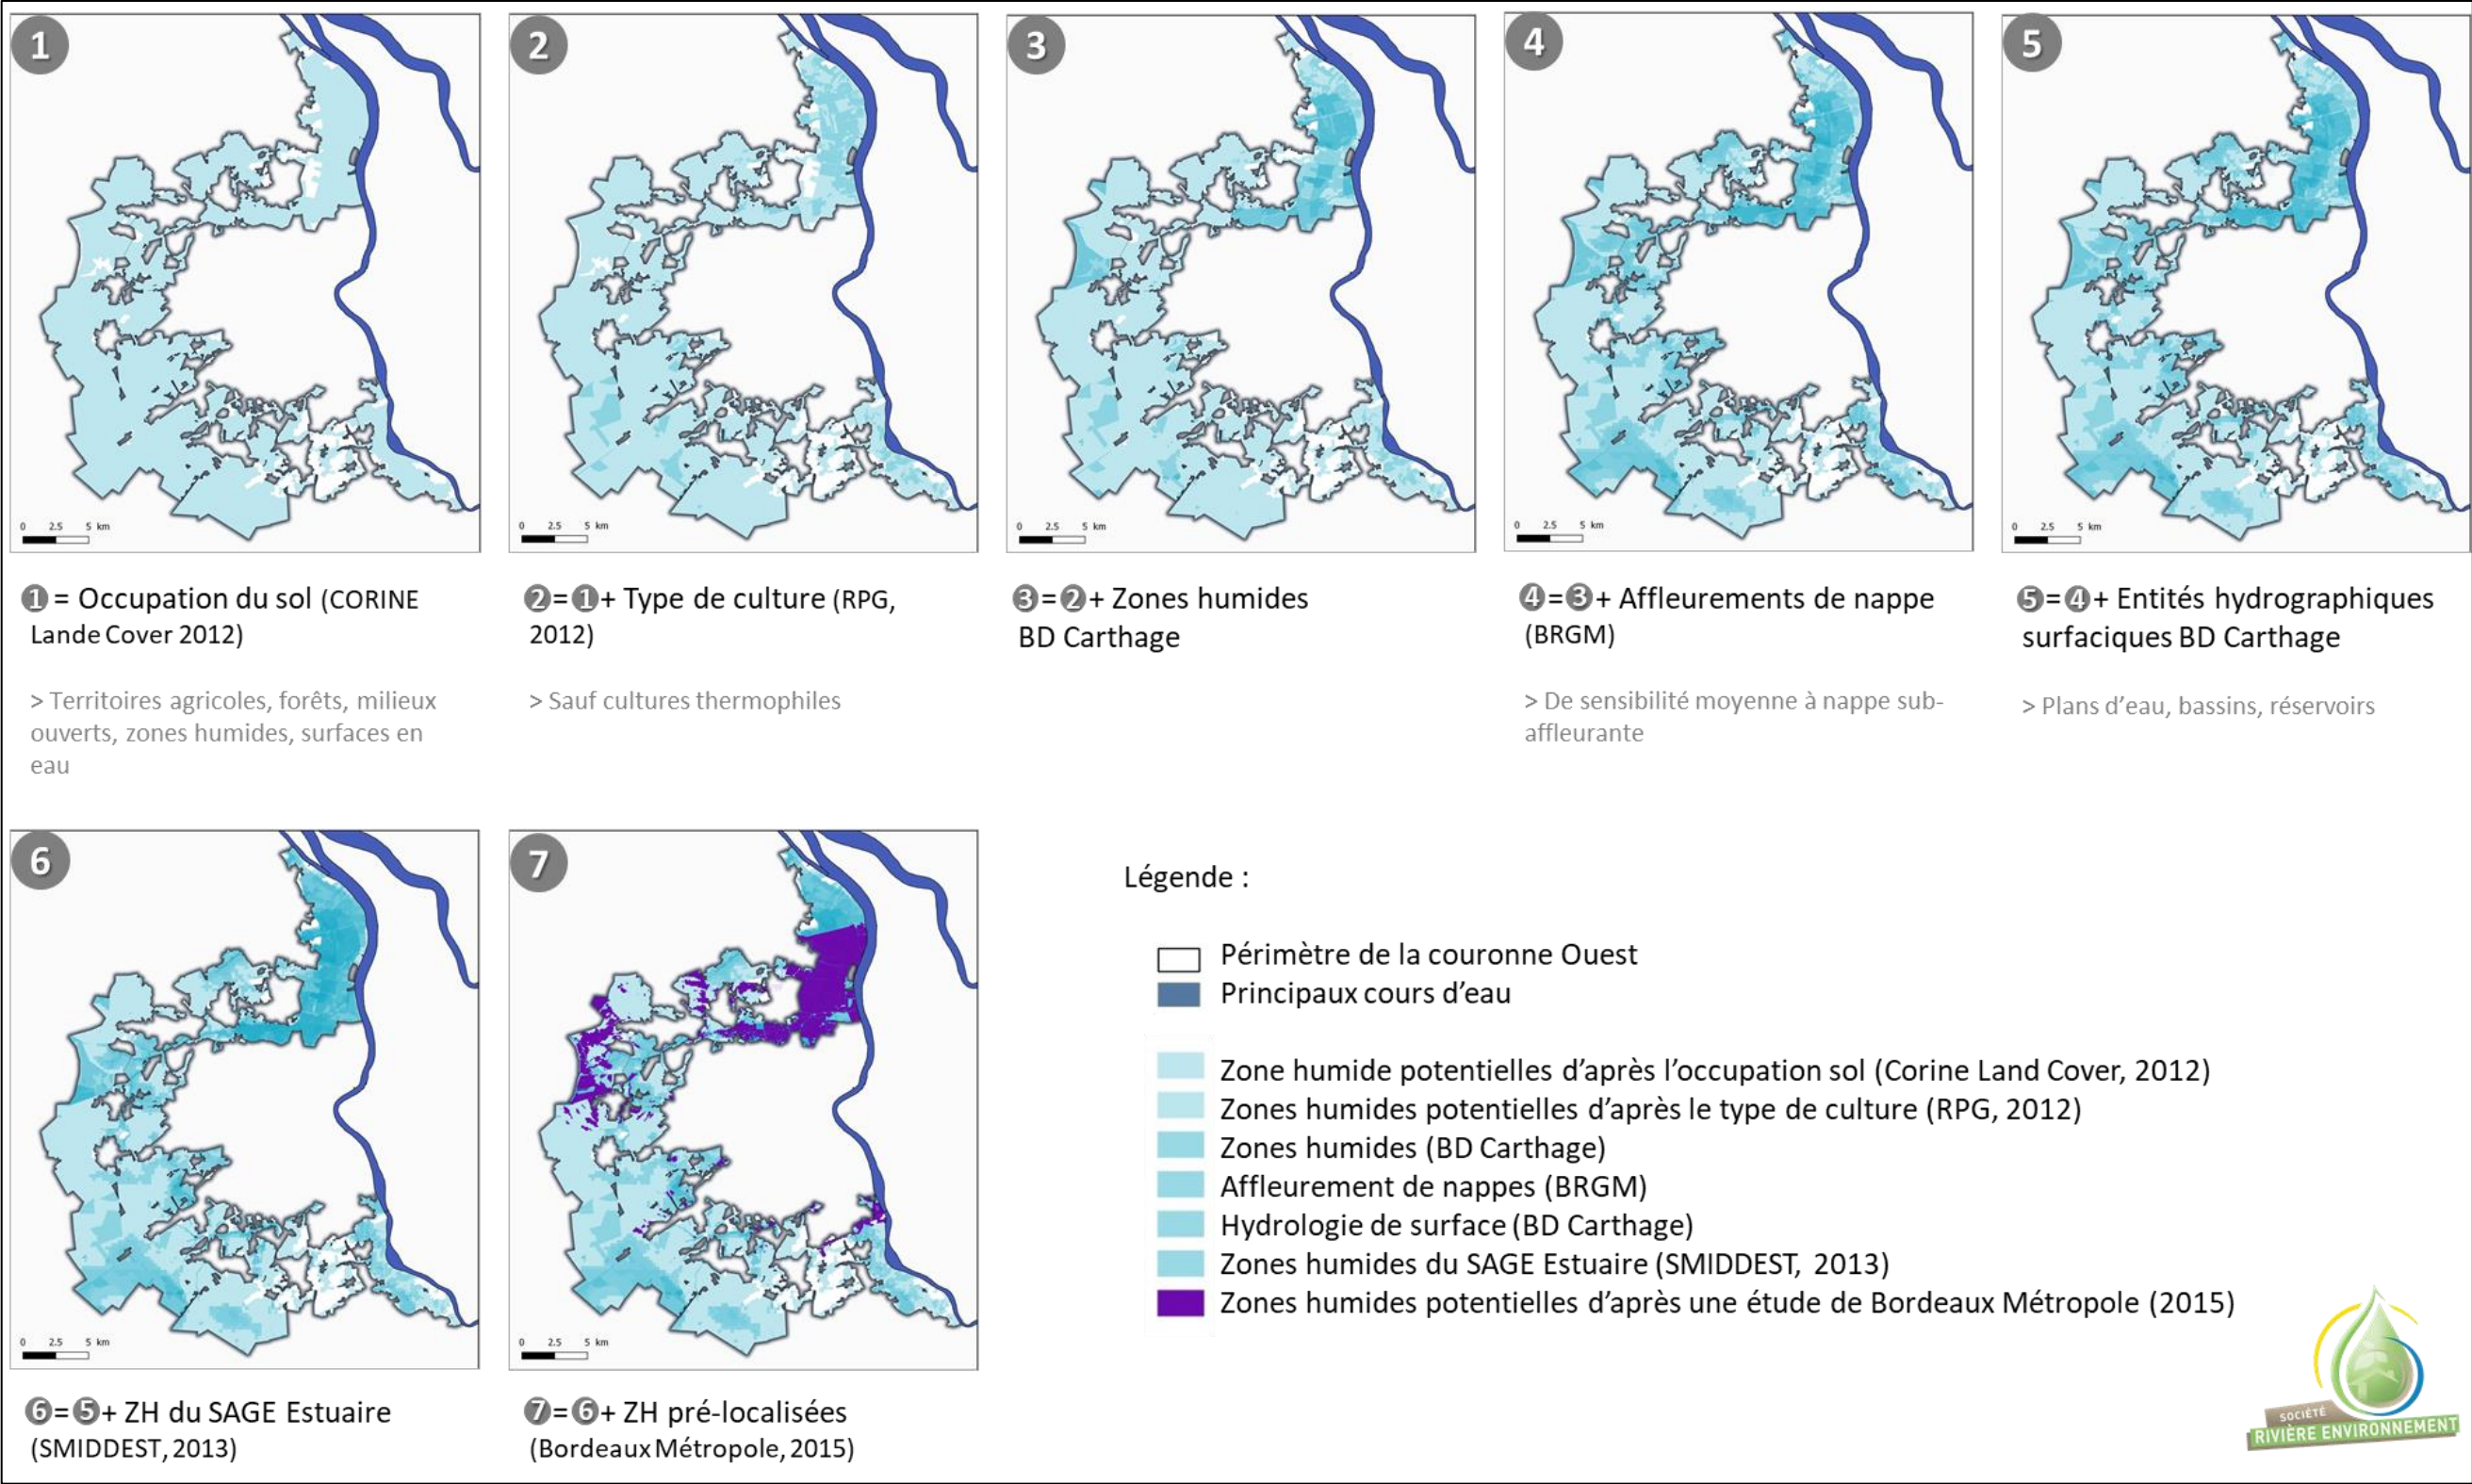 1
2
3
4
5
0 2.5 5 km
0 2.5 5 km
0 2.5 5 km
0 2.5 5 km
0 2.5 5 km
1 = Occupation du sol (CORINE
Lande Cover 2012)
> Territoires agricoles, forêts, milieux
ouverts, zones humides, surfaces en
eau
2=1+ Type de culture (RPG,
2012)
> Sauf cultures thermophiles
3=2+ Zones humides
BD Carthage
4=3+ Affleurements de nappe
(BRGM)
> De sensibilité moyenne à nappe sub-
affleurante
5=4+ Entités hydrographiques
surfaciques BD Carthage
> Plans d’eau, bassins, réservoirs
6
7
0 2.5 5 km
0 2.5 5 km
6=5+ ZH du SAGE Estuaire
(SMIDDEST, 2013)
7=6+ ZH pré-localisées
(Bordeaux Métropole, 2015)
Légende :
Périmètre de la couronne Ouest
Principaux cours d’eau
Zone humide potentielles d’après l’occupation sol (Corine Land Cover, 2012)
Zones humides potentielles d’après le type de culture (RPG, 2012)
Zones humides (BD Carthage)
Affleurement de nappes (BRGM)
Hydrologie de surface (BD Carthage)
Zones humides du SAGE Estuaire (SMIDDEST, 2013)
Zones humides potentielles d’après une étude de Bordeaux Métropole (2015)
SOCIÉTÉ
RIVIÈRE ENVIRONNEMENT